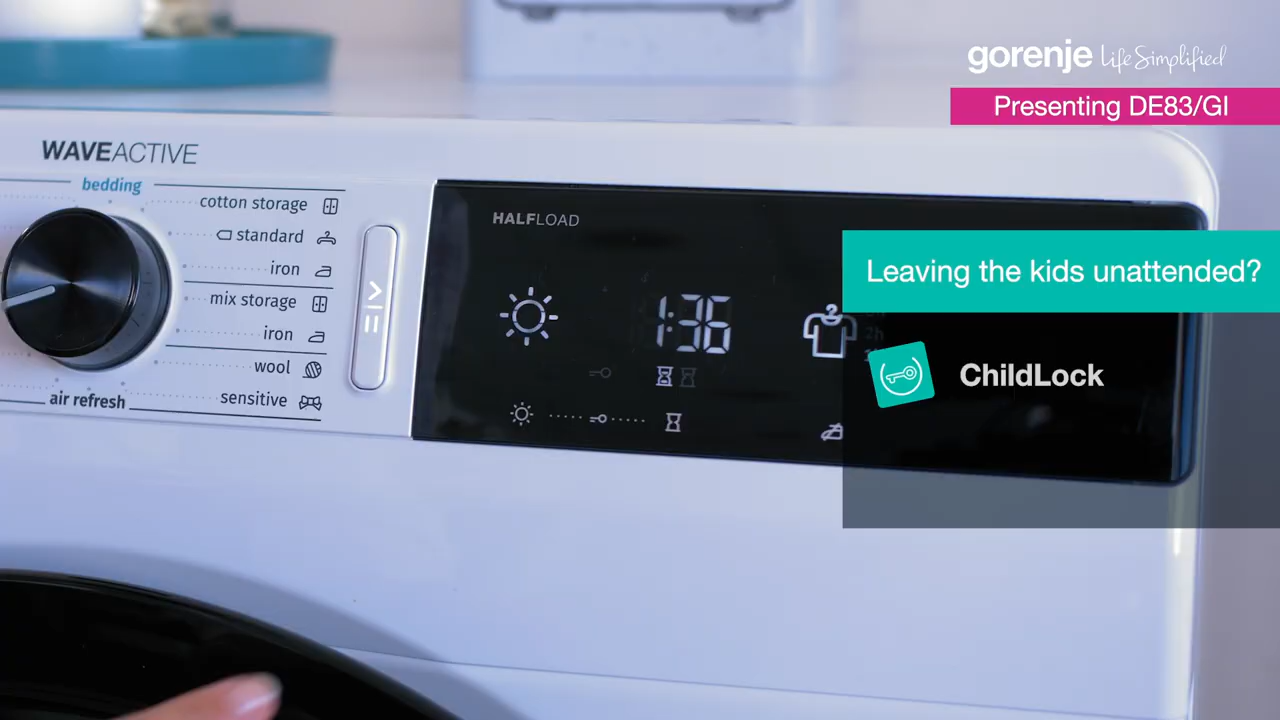 gorenje Life Simplified
Presenting DE83/GI
WAVEACTIVE
bedding
cotton storage
standard
iron
mix storage
iron
wool
sensitive
air refresh
HALFLOAD
1:36
2h
Leaving the kids unattended?
ChildLock